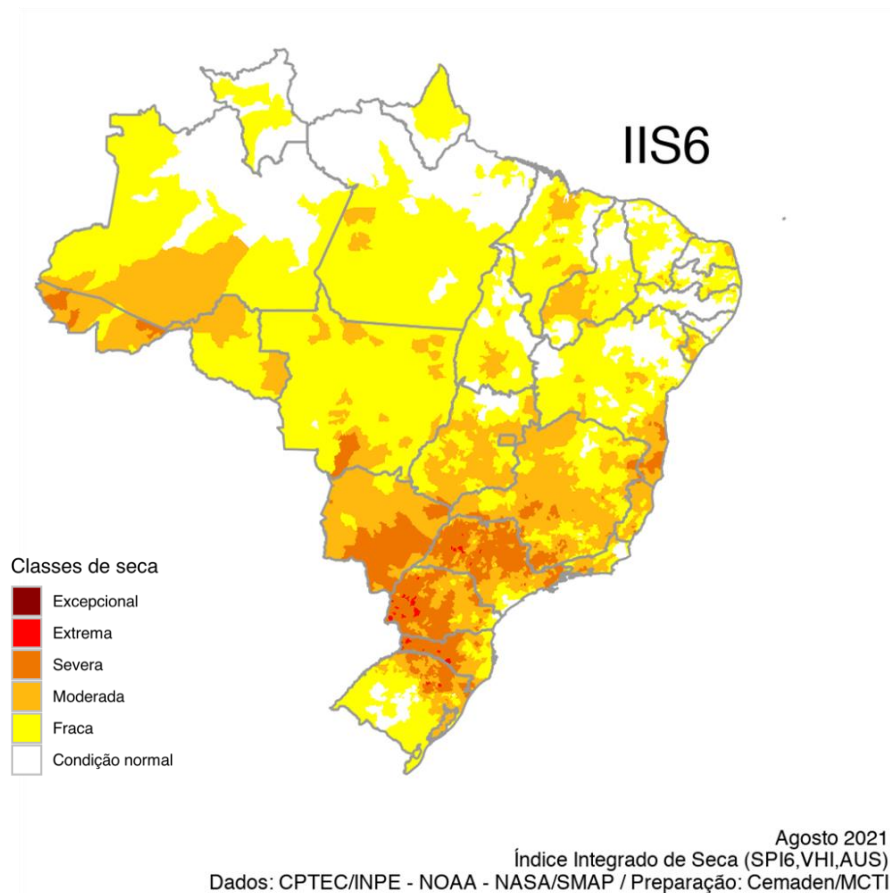 IIS6
Classes de seca
Excepcional
Extrema
Severa
Moderada
Fraca
Condição normal
Agosto 2021
Índice Integrado de Seca (SPI6,VHI,AUS)
Dados: CPTEC/INPE - NOAA - NASA/SMAP / Preparação: Cemaden/MCTI